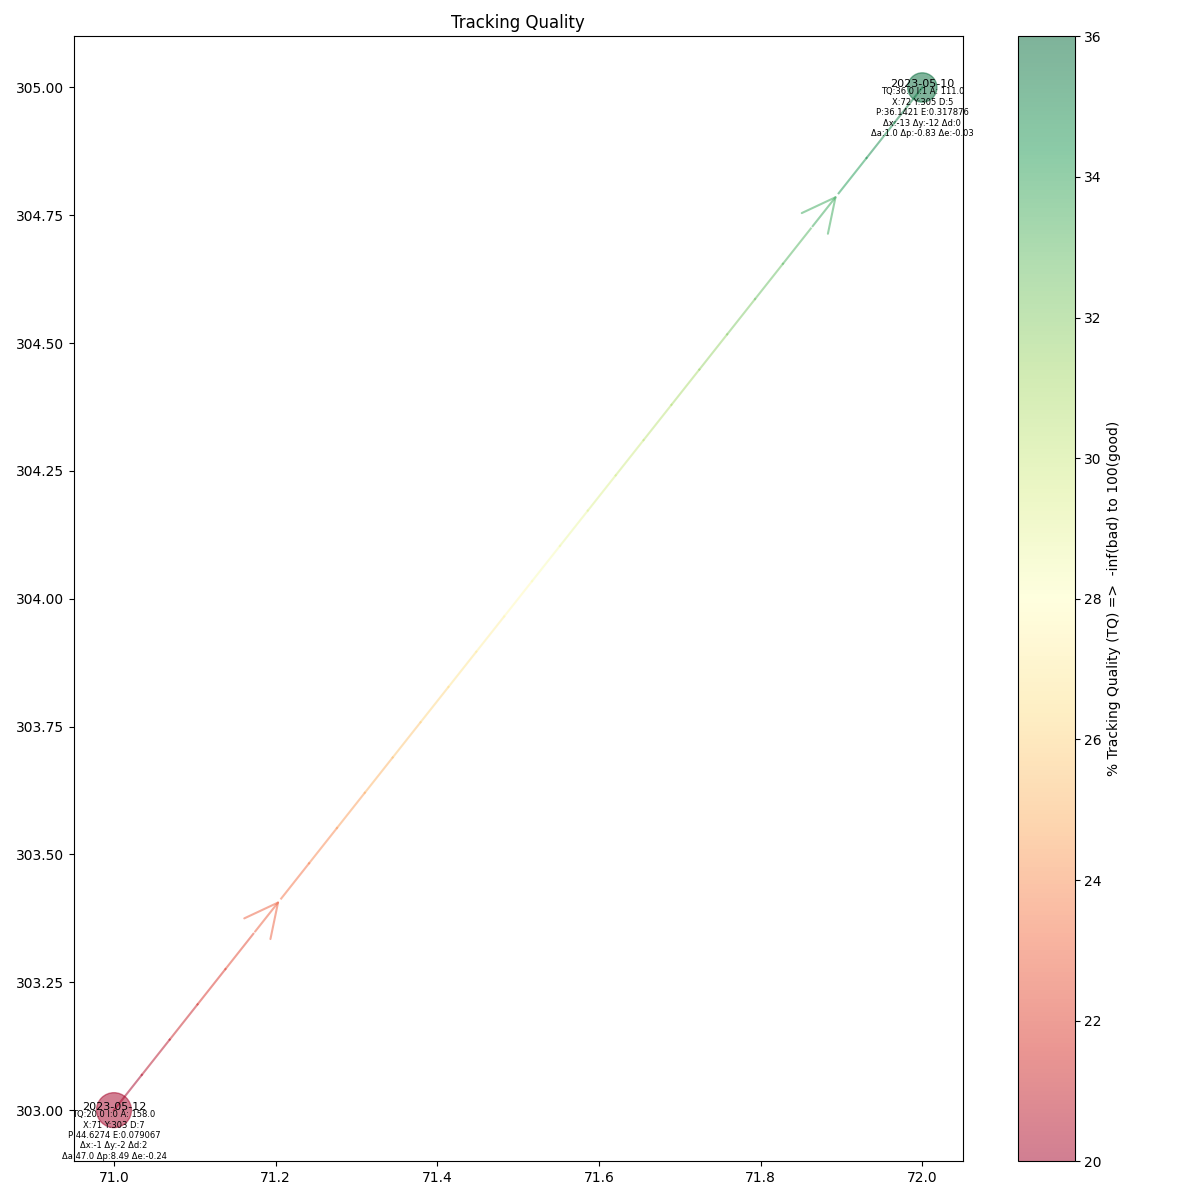 Tracking Quality
305.00
304.75
304.50
304.25
304.00
303.75
303.50
303.25
303.00
2023-05-10
TQ:36.0 I:1 A: 111.0
X:72 Y:305 D:5
P:36.1421 E:0.317876
Δx:-13 Δy:-12 Δd:0
Δa:1.0 Δp:-0.83 Δe:-0.03
2023-05-12
TQ:20.0 I:0 A: 158.0
X:71 Y:303 D:7
P:44.6274 E:0.079067
Δx:-1 Δy:-2 Δd:2
Δa:47.0 Δp:8.49 Δe:-0.24
71.0
71.2
71.4
71.6
71.8
72.0
36
34
32
30
28
26
24
22
20
% Tracking Quality (TQ) => -inf(bad) to 100(good)